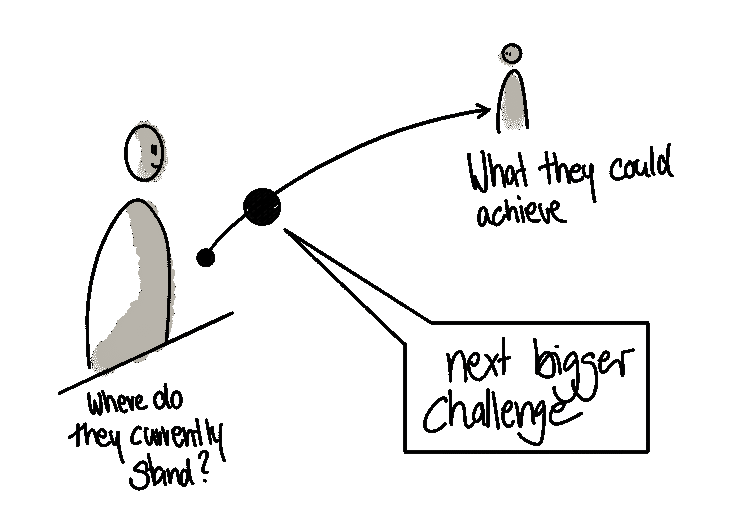 What they could
achieve
next bigger
challenge
Where do
they currently
stand?